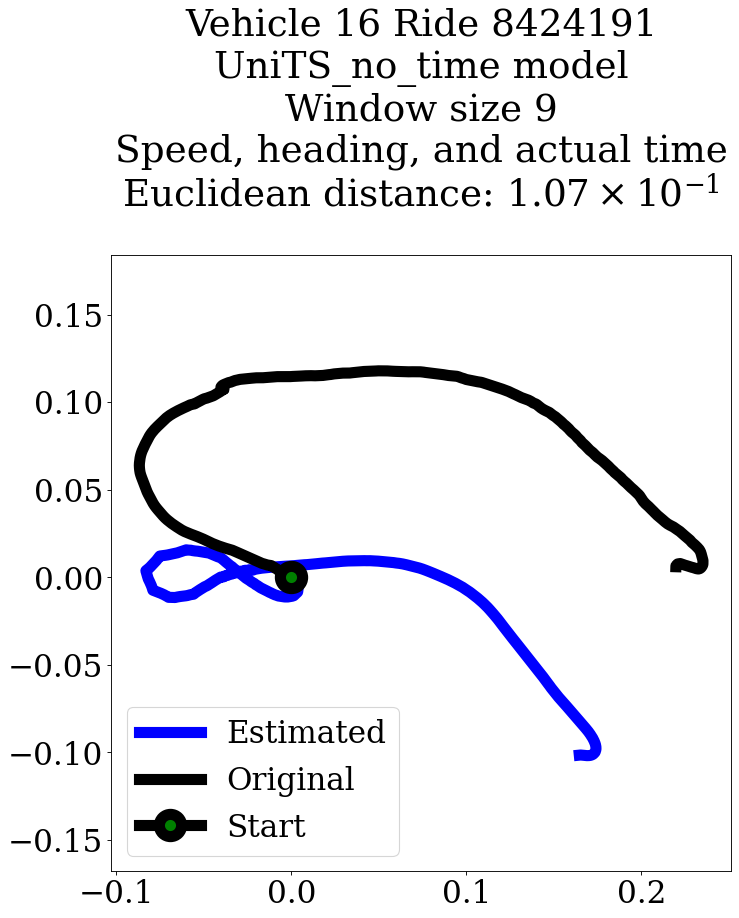 Vehicle 16 Ride 8424191
UniTS_no_time model
Window size 9
Speed, heading, and actual time
Euclidean distance: 1.07 × 10⁻¹
0.15
0.10
0.05
0.00
−0.05
−0.10
−0.15
Estimated
Original
Start
−0.1 0.0 0.1 0.2